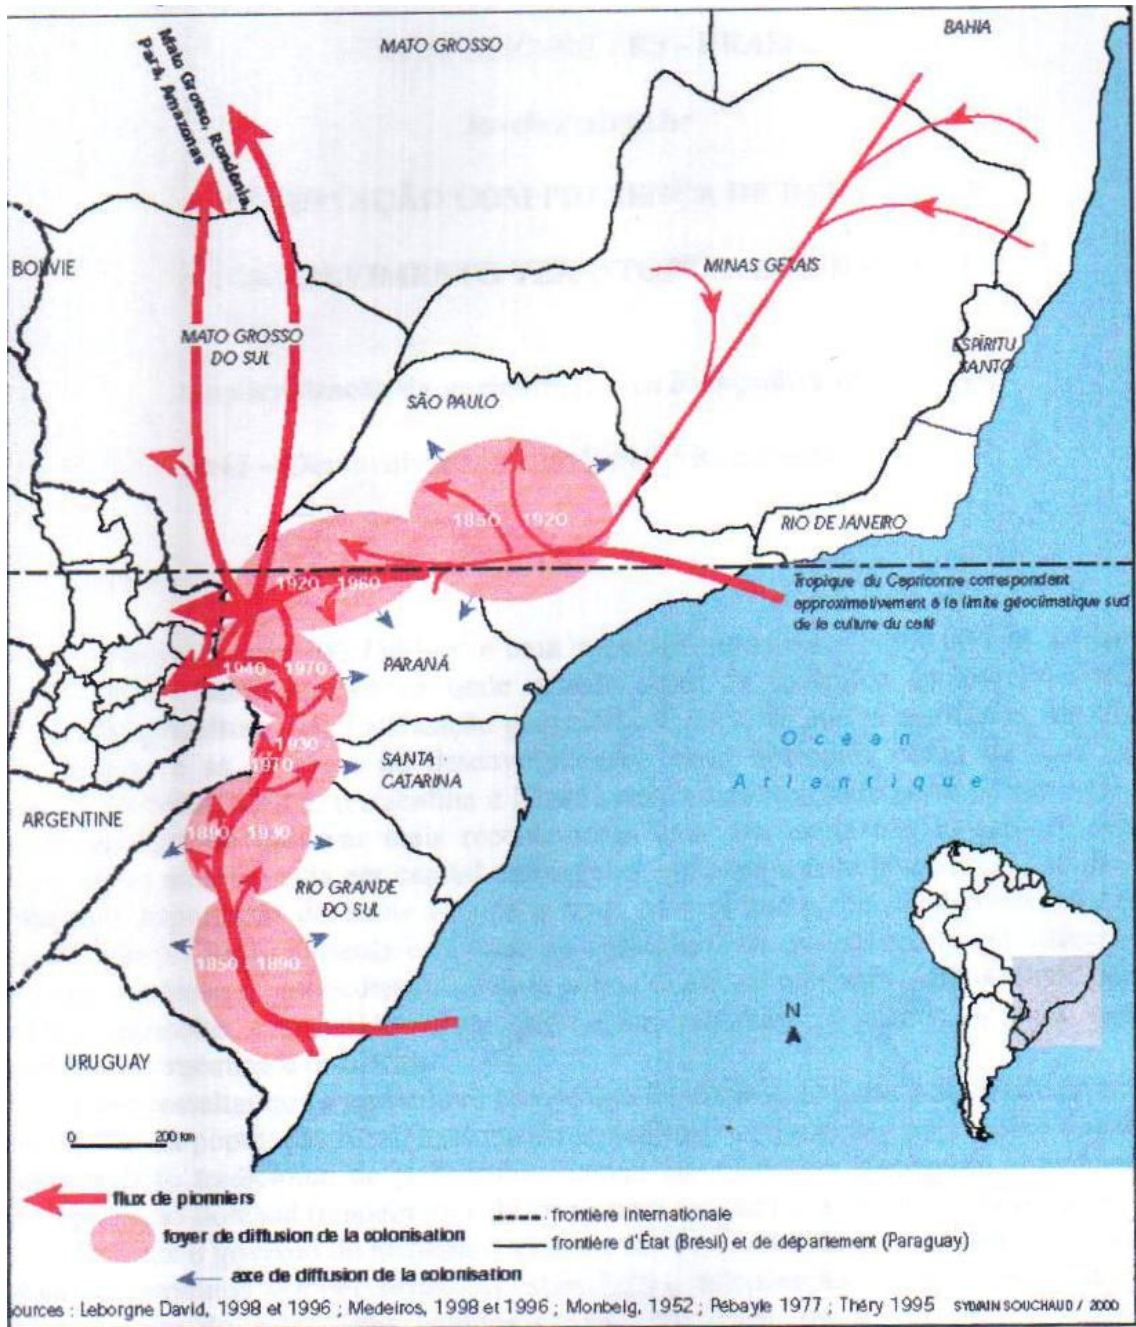 MATO GROSSO
BAHIA
Mato Grosso, Rondônia,
Pará, Amazonas
BOLIVIE
MINAS GERAIS
MATO GROSSO
DO SUL
ESPÍRITU
SANTO
SÃO PAULO
1850 - 1920
RIO DE JANEIRO
1920 - 1960
Tropique du Capricorne correspondant
approximativement à la limite géoclimatique sud
de la culture du café
1940 - 1970
PARANÁ
1930
1970
SANTA
CATARINA
Océan
Atlantique
ARGENTINE
1890 - 1930
RIO GRANDE
DO SUL
1850 - 1890
N
URUGUAY
0 200 km
flux de pionniers
foyer de diffusion de la colonisation
axe de diffusion de la colonisation
frontière internationale
frontière d'État (Brésil) et de département (Paraguay)
ources : Leborgne David, 1998 et 1996 ; Medeiros, 1998 et 1996 ; Monbeig, 1952 ; Pebayle 1977 ; Théry 1995 SYLVAIN SOUCHAUD / 2000